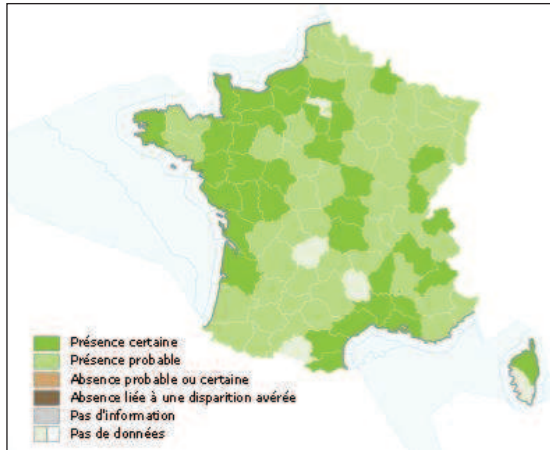 Présence certaine
Présence probable
Absence probable ou certaine
Absence liée à une disparition avérée
Pas d'information
Pas de données